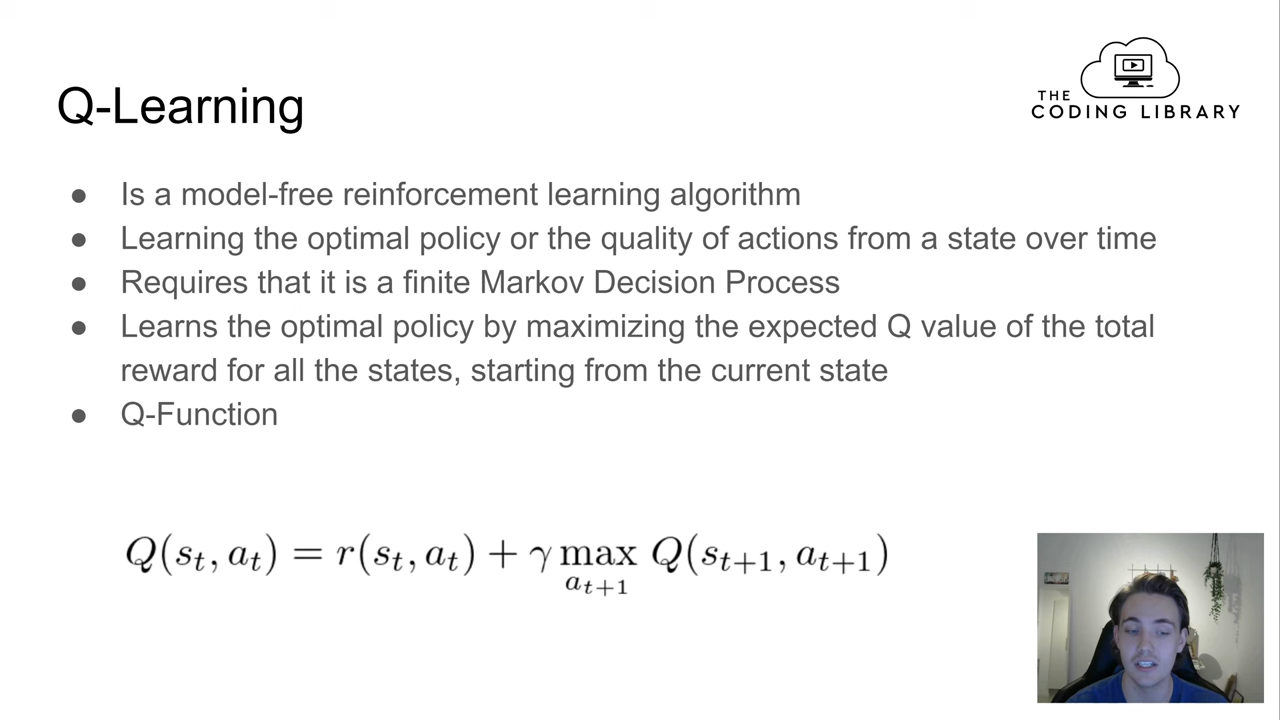 THE
CODING LIBRARY
Q-Learning
● Is a model-free reinforcement learning algorithm
● Learning the optimal policy or the quality of actions from a state over time
● Requires that it is a finite Markov Decision Process
● Learns the optimal policy by maximizing the expected Q value of the total
reward for all the states, starting from the current state
● Q-Function
Q(s_t, a_t) = r(s_t, a_t) + γ max Q(s_{t+1}, a_{t+1})
a_{t+1}